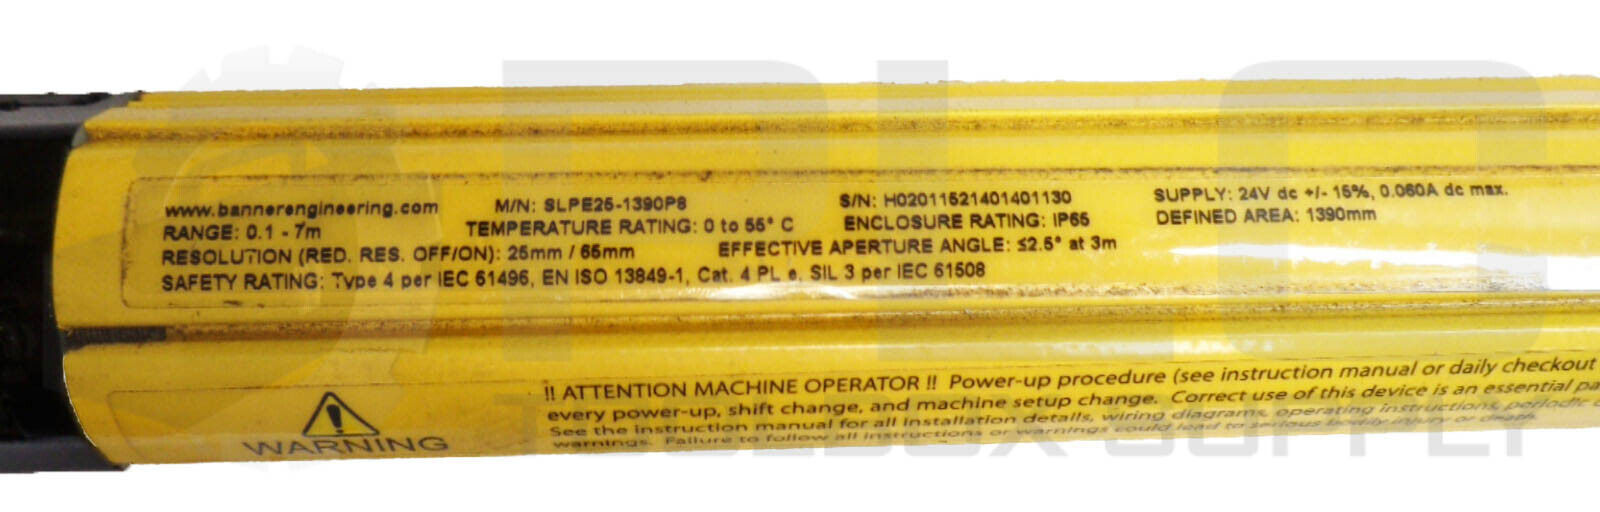 www.bannerengineering.com M/N: SLPE25-1390P8 S/N: H02011521401401130 SUPPLY: 24V dc +/- 15%, 0.060A dc max.
RANGE: 0.1 - 7m TEMPERATURE RATING: 0 to 55° C ENCLOSURE RATING: IP65 DEFINED AREA: 1390mm
RESOLUTION (RED. RES. OFF/ON): 25mm / 65mm EFFECTIVE APERTURE ANGLE: ≤2.5° at 3m
SAFETY RATING: Type 4 per IEC 61496, EN ISO 13849-1, Cat. 4 PL e, SIL 3 per IEC 61508
WARNING
!! ATTENTION MACHINE OPERATOR !! Power-up procedure (see instruction manual or daily checkout
every power-up, shift change, and machine setup change. Correct use of this device is an essential pa
See the instruction manual for all installation details, wiring diagrams, operating instructions, periodic
warnings. Failure to follow all instructions or warnings could lead to serious bodily injury or death.
PLC
TOOLBOX SUPPLY